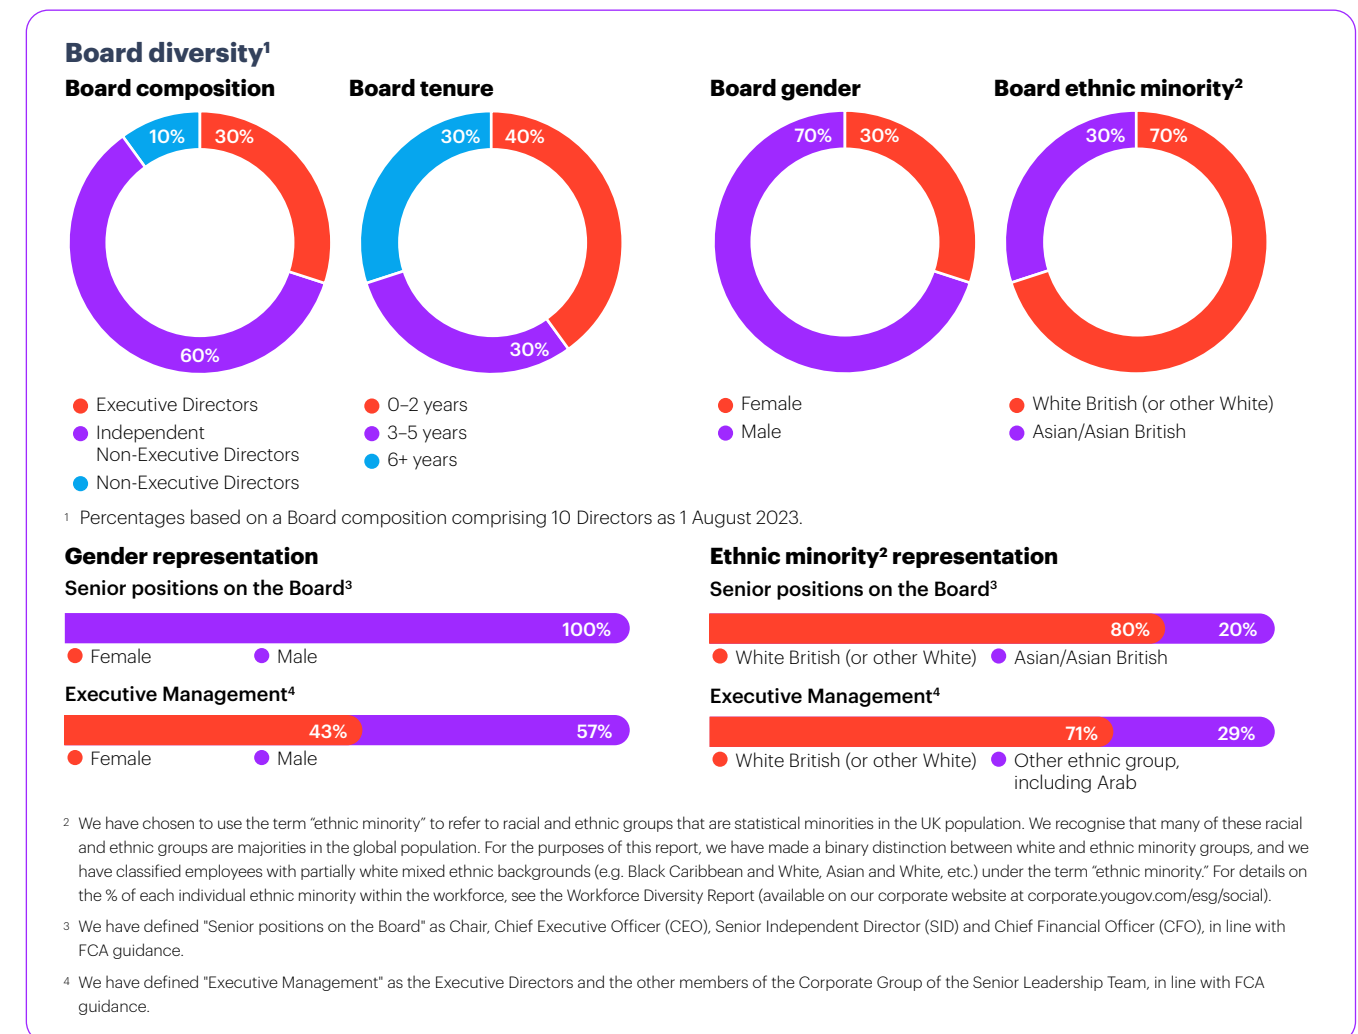 Board diversity¹
Board composition
10%
30%
60%
Executive Directors
Independent
Non-Executive Directors
Non-Executive Directors
Board tenure
30%
40%
30%
0–2 years
3–5 years
6+ years
Board gender
70%
30%
Female
Male
Board ethnic minority²
30%
70%
White British (or other White)
Asian/Asian British
¹ Percentages based on a Board composition comprising 10 Directors as 1 August 2023.
Gender representation
Senior positions on the Board³
100%
Female
Male
Executive Management⁴
43%
57%
Female
Male
Ethnic minority² representation
Senior positions on the Board³
80%
20%
White British (or other White)
Asian/Asian British
Executive Management⁴
71%
29%
White British (or other White)
Other ethnic group,
including Arab
² We have chosen to use the term “ethnic minority” to refer to racial and ethnic groups that are statistical minorities in the UK population. We recognise that many of these racial
and ethnic groups are majorities in the global population. For the purposes of this report, we have made a binary distinction between white and ethnic minority groups, and we
have classified employees with partially white mixed ethnic backgrounds (e.g. Black Caribbean and White, Asian and White, etc.) under the term “ethnic minority.” For details on
the % of each individual ethnic minority within the workforce, see the Workforce Diversity Report (available on our corporate website at corporate.yougov.com/esg/social).
³ We have defined "Senior positions on the Board" as Chair, Chief Executive Officer (CEO), Senior Independent Director (SID) and Chief Financial Officer (CFO), in line with
FCA guidance.
⁴ We have defined "Executive Management" as the Executive Directors and the other members of the Corporate Group of the Senior Leadership Team, in line with FCA
guidance.